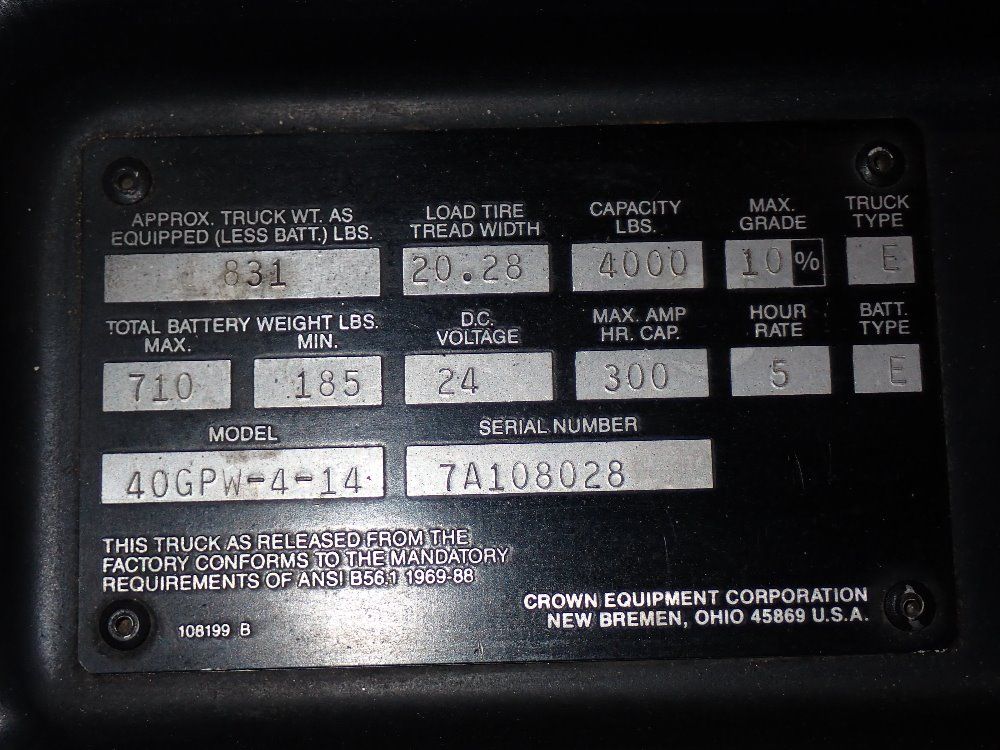 APPROX. TRUCK WT. AS EQUIPPED (LESS BATT.) LBS.
LOAD TIRE TREAD WIDTH
CAPACITY LBS.
MAX. GRADE
TRUCK TYPE
831 20.28 4000 10% E
TOTAL BATTERY WEIGHT LBS.
MAX. MIN.
D.C. VOLTAGE
MAX. AMP HR. CAP.
HOUR RATE
BATT. TYPE
710 185 24 300 5 E
MODEL SERIAL NUMBER
40GPW-4-14 7A108028
THIS TRUCK AS RELEASED FROM THE
FACTORY CONFORMS TO THE MANDATORY
REQUIREMENTS OF ANSI B56.1 1969-88
CROWN EQUIPMENT CORPORATION
NEW BREMEN, OHIO 45869 U.S.A.
108199 B